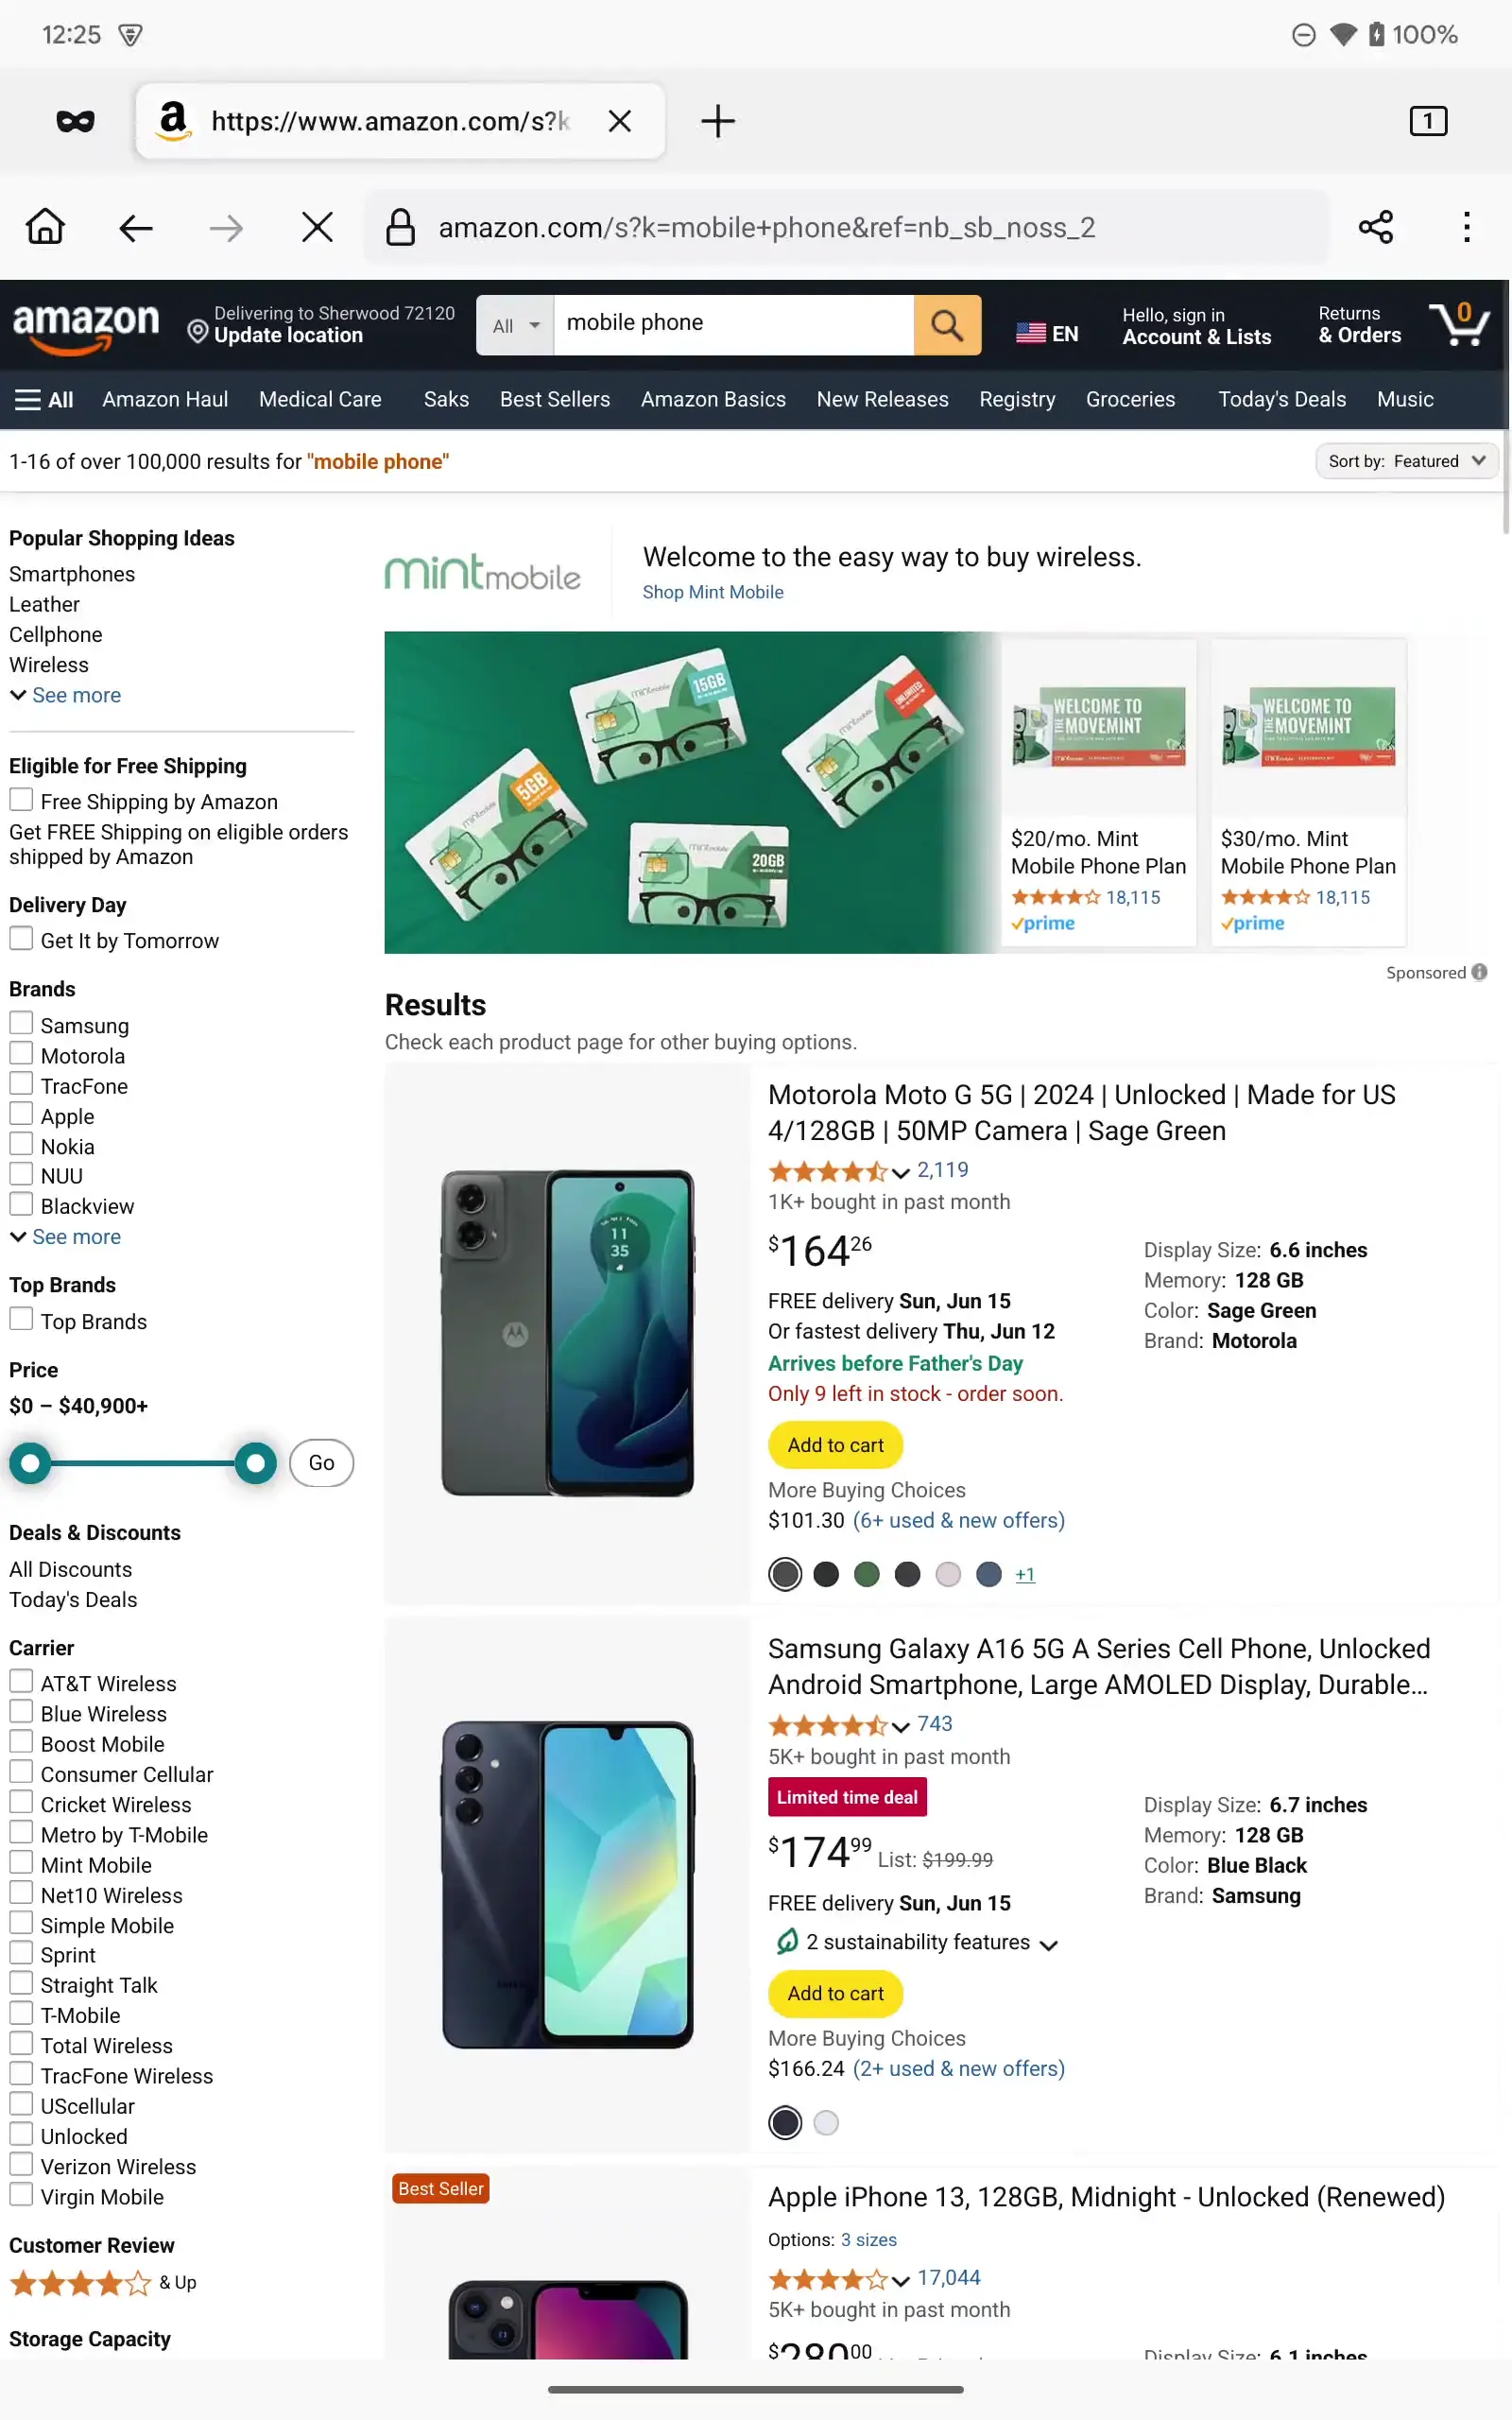 12:25
100%
https://www.amazon.com/s?k
1
amazon.com/s?k=mobile+phone&ref=nb_sb_noss_2
amazon
Delivering to Sherwood 72120
Update location
All
mobile phone
EN
Hello, sign in
Account & Lists
Returns
& Orders
0
All
Amazon Haul
Medical Care
Saks
Best Sellers
Amazon Basics
New Releases
Registry
Groceries
Today's Deals
Music
1-16 of over 100,000 results for "mobile phone"
Sort by: Featured
Popular Shopping Ideas
Smartphones
Leather
Cellphone
Wireless
See more
Eligible for Free Shipping
Free Shipping by Amazon
Get FREE Shipping on eligible orders
shipped by Amazon
Delivery Day
Get It by Tomorrow
Brands
Samsung
Motorola
TracFone
Apple
Nokia
NUU
Blackview
See more
Top Brands
Top Brands
Price
$0 – $40,900+
Go
Deals & Discounts
All Discounts
Today's Deals
Carrier
AT&T Wireless
Blue Wireless
Boost Mobile
Consumer Cellular
Cricket Wireless
Metro by T-Mobile
Mint Mobile
Net10 Wireless
Simple Mobile
Sprint
Straight Talk
T-Mobile
Total Wireless
TracFone Wireless
UScellular
Unlocked
Verizon Wireless
Virgin Mobile
Customer Review
& Up
Storage Capacity
mintmobile
Welcome to the easy way to buy wireless.
Shop Mint Mobile
mintmobile
15GB
mintmobile
UNLIMITED
mintmobile
5GB
mintmobile
20GB
WELCOME TO
THE MOVEMINT
$20/mo. Mint
Mobile Phone Plan
18,115
prime
WELCOME TO
THE MOVEMINT
$30/mo. Mint
Mobile Phone Plan
18,115
prime
Sponsored
Results
Check each product page for other buying options.
11
35
Motorola Moto G 5G | 2024 | Unlocked | Made for US
4/128GB | 50MP Camera | Sage Green
2,119
1K+ bought in past month
$164 26
FREE delivery Sun, Jun 15
Or fastest delivery Thu, Jun 12
Arrives before Father's Day
Only 9 left in stock - order soon.
Add to cart
More Buying Choices
$101.30 (6+ used & new offers)
+1
Display Size: 6.6 inches
Memory: 128 GB
Color: Sage Green
Brand: Motorola
Samsung Galaxy A16 5G A Series Cell Phone, Unlocked
Android Smartphone, Large AMOLED Display, Durable...
743
5K+ bought in past month
Limited time deal
$174 99 List: $199.99
FREE delivery Sun, Jun 15
2 sustainability features
Add to cart
More Buying Choices
$166.24 (2+ used & new offers)
Display Size: 6.7 inches
Memory: 128 GB
Color: Blue Black
Brand: Samsung
Best Seller
Apple iPhone 13, 128GB, Midnight - Unlocked (Renewed)
Options: 3 sizes
17,044
5K+ bought in past month
$280 00
Display Size: 6.1 inches